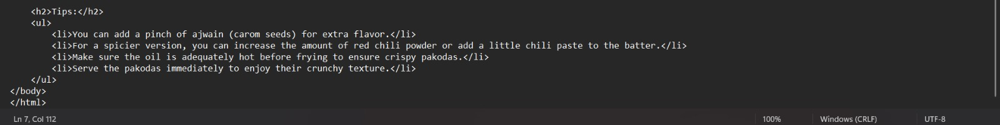 <h2>Tips:</h2>
<ul>
<li>You can add a pinch of ajwain (carom seeds) for extra flavor.</li>
<li>For a spicier version, you can increase the amount of red chili powder or add a little chili paste to the batter.</li>
<li>Make sure the oil is adequately hot before frying to ensure crispy pakodas.</li>
<li>Serve the pakodas immediately to enjoy their crunchy texture.</li>
</ul>
</body>
</html>
Ln 7, Col 112 100% Windows (CRLF) UTF-8